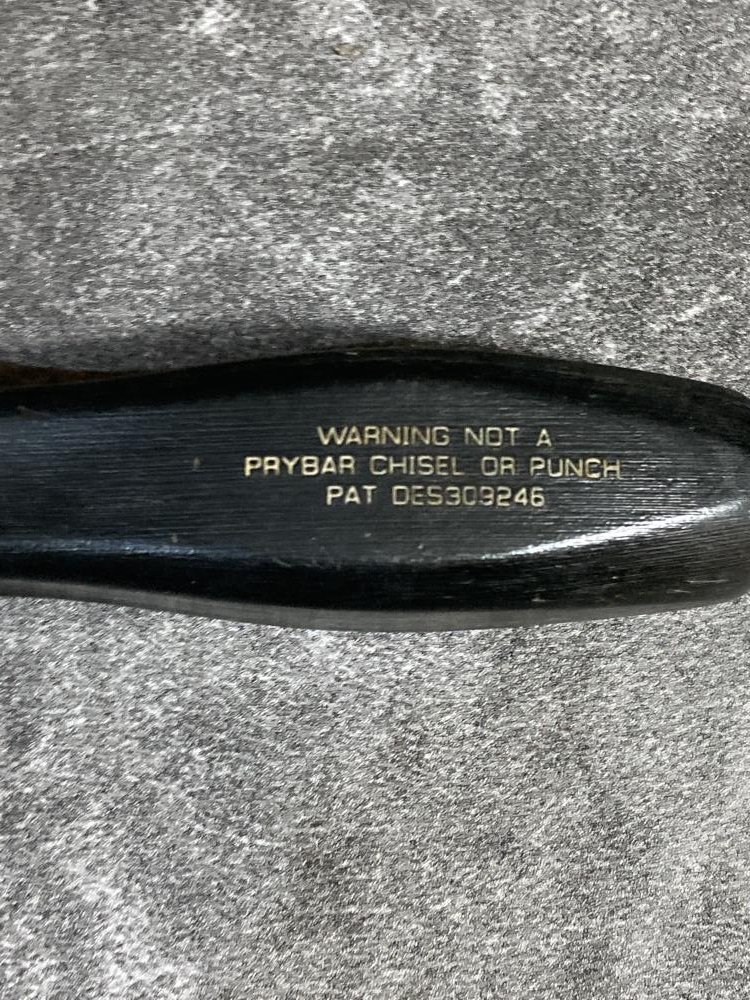 WARNING NOT A
PRYBAR CHISEL OR PUNCH
PAT DES309246